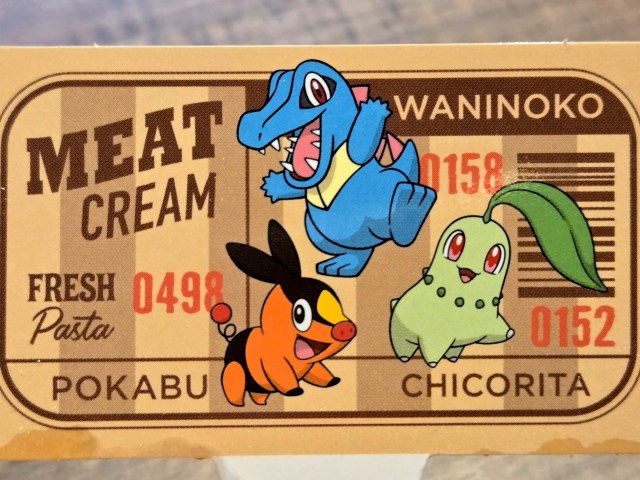 MEAT
CREAM
WANINOKO
0158
FRESH
Pasta
0498
0152
POKABU
CHICORITA